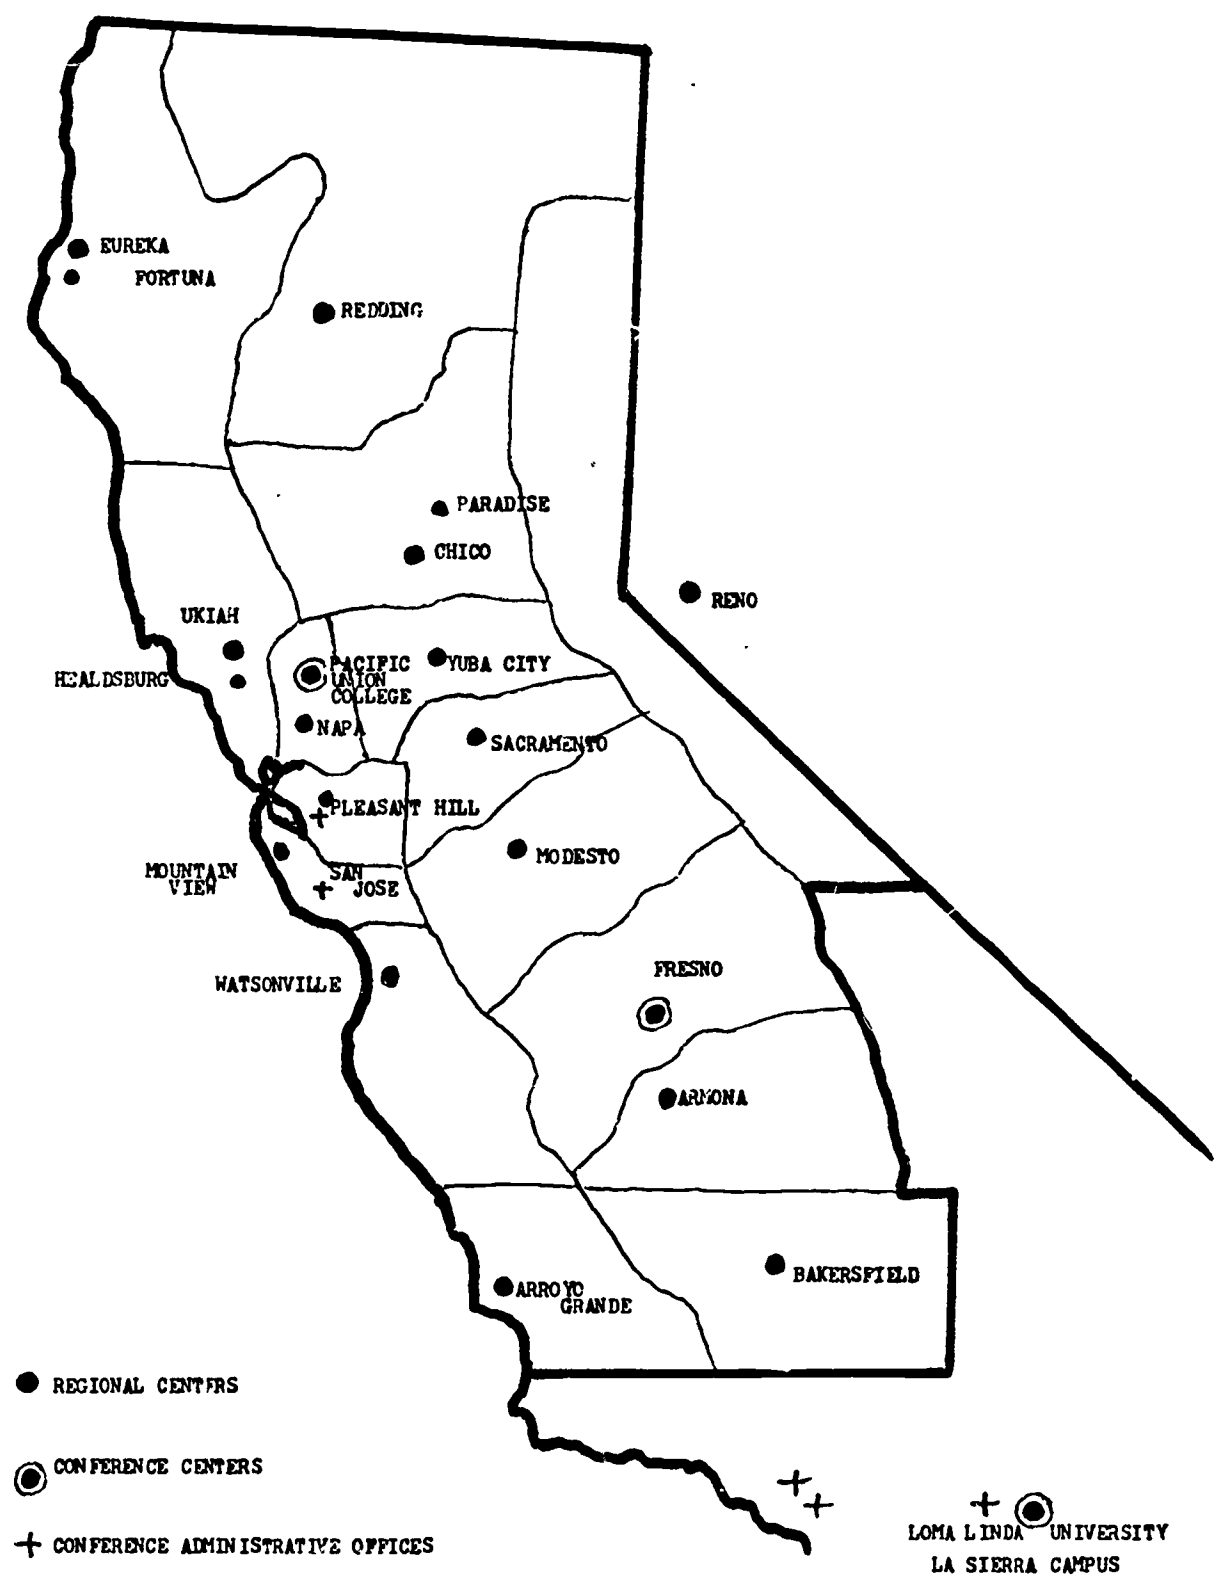 EUREKA
FORTUNA
REDDING
PARADISE
CHICO
RENO
UKIAH
HEALDSBURG
PACIFIC
UNION
COLLEGE
YUBA CITY
NAPA
SACRAMENTO
PLEASANT HILL
MODESTO
MOUNTAIN
VIEW
SAN
JOSE
WATSONVILLE
FRESNO
ARMONA
BAKERSFIELD
ARROYO
GRANDE
REGIONAL CENTERS
CONFERENCE CENTERS
CONFERENCE ADMINISTRATIVE OFFICES
LOMA LINDA UNIVERSITY
LA SIERRA CAMPUS